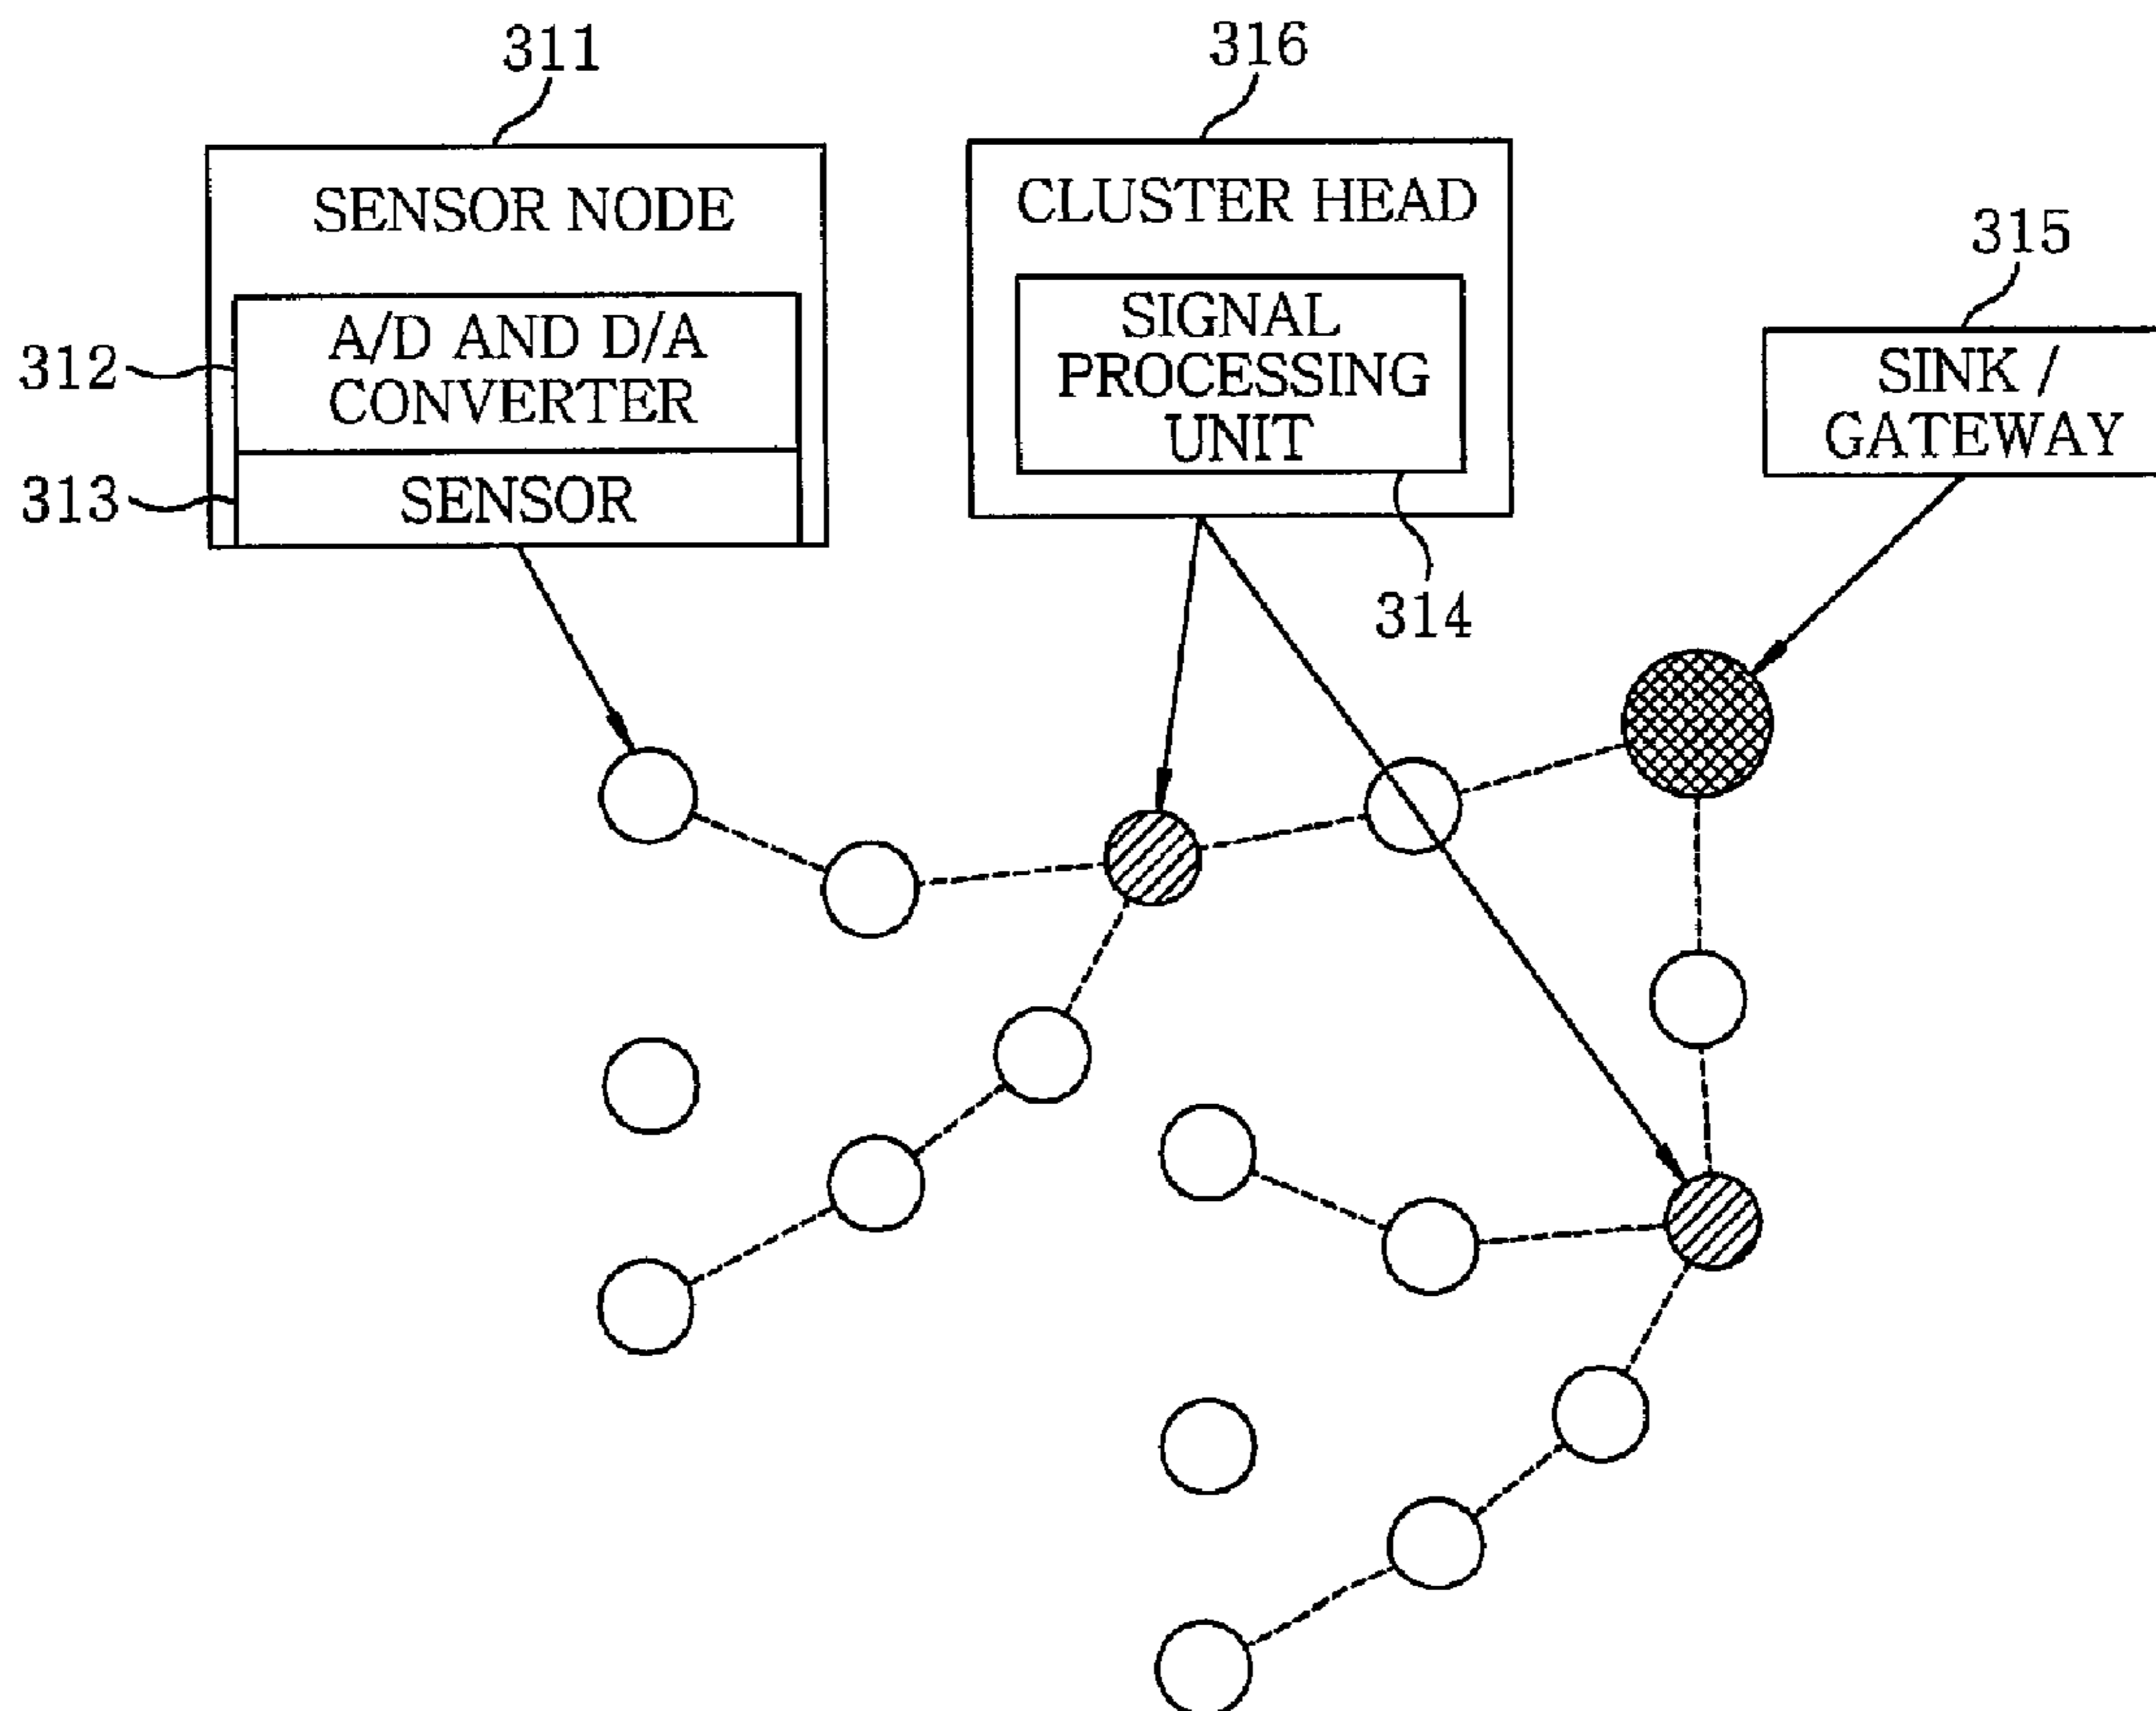 311
316
SENSOR NODE
CLUSTER HEAD
315
312
A/D AND D/A
CONVERTER
SIGNAL
PROCESSING
UNIT
SINK /
GATEWAY
313
SENSOR
314